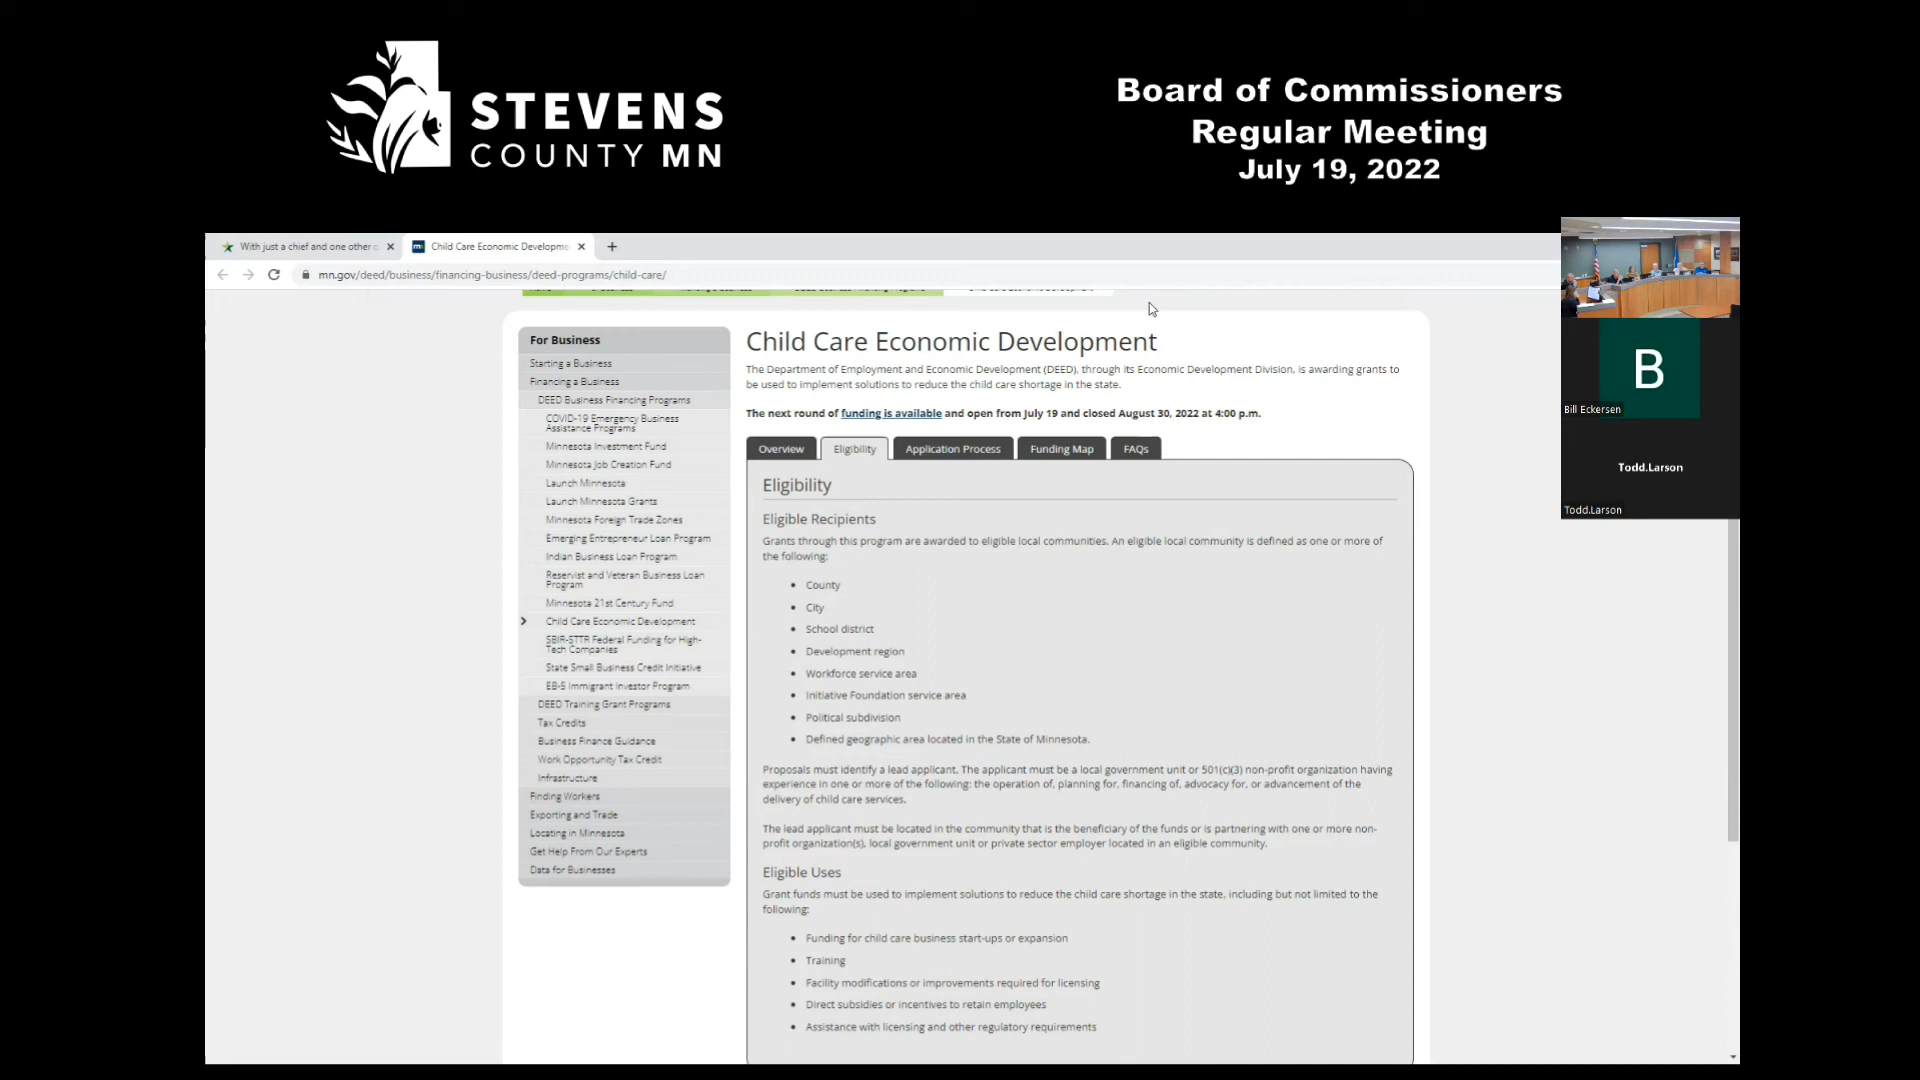 STEVENS
COUNTY MN
Board of Commissioners
Regular Meeting
July 19, 2022
With just a chief and one other
Child Care Economic Developme
mn.gov/deed/business/financing-business/deed-programs/child-care/
For Business
Starting a Business
Financing a Business
DEED Business Financing Programs
COVID-19 Emergency Business
Assistance Programs
Minnesota Investment Fund
Minnesota Job Creation Fund
Launch Minnesota
Launch Minnesota Grants
Minnesota Foreign Trade Zones
Emerging Entrepreneur Loan Program
Indian Business Loan Program
Reservist and Veteran Business Loan
Program
Minnesota 21st Century Fund
Child Care Economic Development
SBIR-STTR Federal Funding for High-
Tech Companies
State Small Business Credit Initiative
EB-5 Immigrant Investor Program
DEED Training Grant Programs
Tax Credits
Business Finance Guidance
Work Opportunity Tax Credit
Infrastructure
Finding Workers
Exporting and Trade
Locating in Minnesota
Get Help From Our Experts
Data for Businesses
Child Care Economic Development
The Department of Employment and Economic Development (DEED), through its Economic Development Division, is awarding grants to
be used to implement solutions to reduce the child care shortage in the state.
The next round of funding is available and open from July 19 and closed August 30, 2022 at 4:00 p.m.
Overview Eligibility Application Process Funding Map FAQs
Eligibility
Eligible Recipients
Grants through this program are awarded to eligible local communities. An eligible local community is defined as one or more of
the following:
• County
• City
• School district
• Development region
• Workforce service area
• Initiative Foundation service area
• Political subdivision
• Defined geographic area located in the State of Minnesota.
Proposals must identify a lead applicant. The applicant must be a local government unit or 501(c)(3) non-profit organization having
experience in one or more of the following: the operation of, planning for, financing of, advocacy for, or advancement of the
delivery of child care services.
The lead applicant must be located in the community that is the beneficiary of the funds or is partnering with one or more non-
profit organization(s), local government unit or private sector employer located in an eligible community.
Eligible Uses
Grant funds must be used to implement solutions to reduce the child care shortage in the state, including but not limited to the
following:
• Funding for child care business start-ups or expansion
• Training
• Facility modifications or improvements required for licensing
• Direct subsidies or incentives to retain employees
• Assistance with licensing and other regulatory requirements
B
Bill Eckersen
Todd.Larson
Todd.Larson